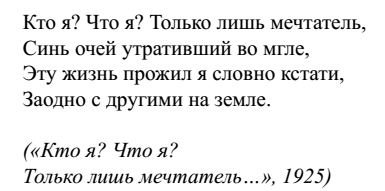 Кто я? Что я? Только лишь мечтатель,
Синь очей утративший во мгле,
Эту жизнь прожил я словно кстати,
Заодно с другими на земле.

(«Кто я? Что я?
Только лишь мечтатель…», 1925)